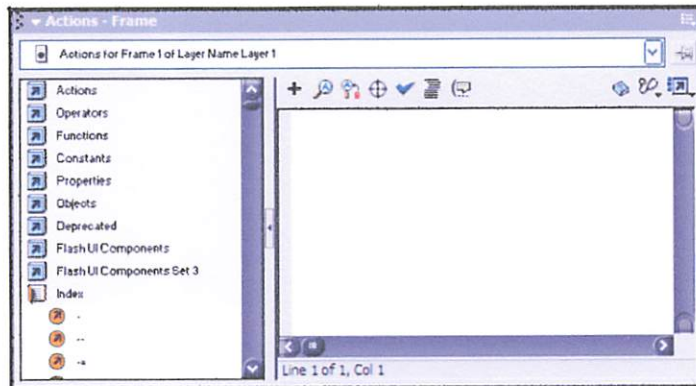 Actions - Frame
Actions for Frame 1 of Layer Name Layer 1
Actions
Operators
Functions
Constants
Properties
Objects
Deprecated
Flash UI Components
Flash UI Components Set 3
Index
-
--
Line 1 of 1, Col 1